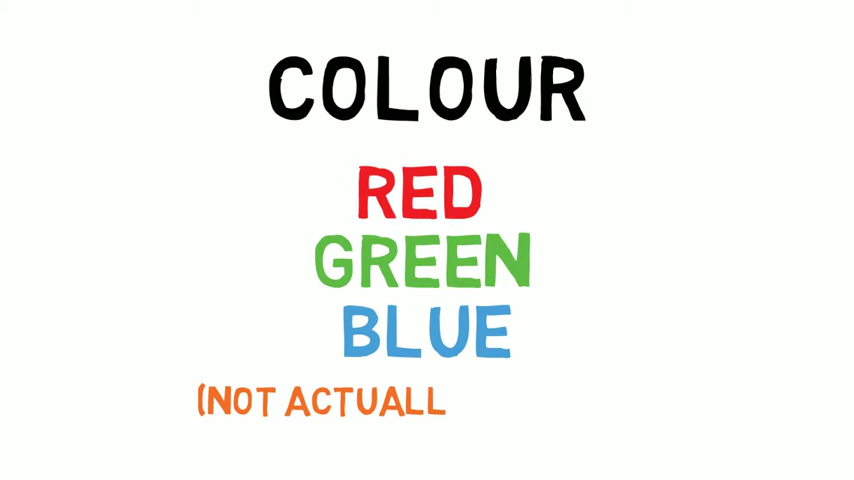 COLOUR
RED
GREEN
BLUE
(NOT ACTUALL